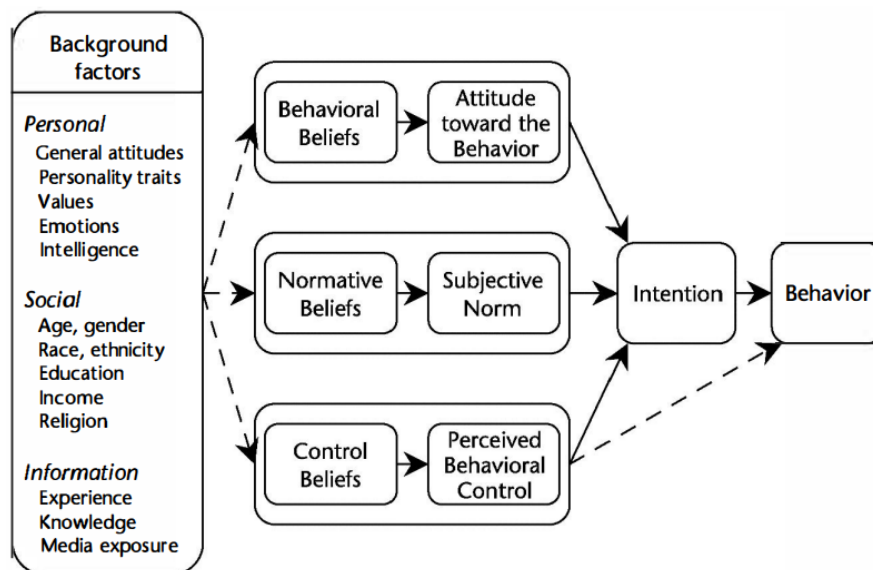 Background
factors
Personal
General attitudes
Personality traits
Values
Emotions
Intelligence
Social
Age, gender
Race, ethnicity
Education
Income
Religion
Information
Experience
Knowledge
Media exposure
Behavioral
Beliefs
Attitude
toward the
Behavior
Normative
Beliefs
Subjective
Norm
Control
Beliefs
Perceived
Behavioral
Control
Intention
Behavior